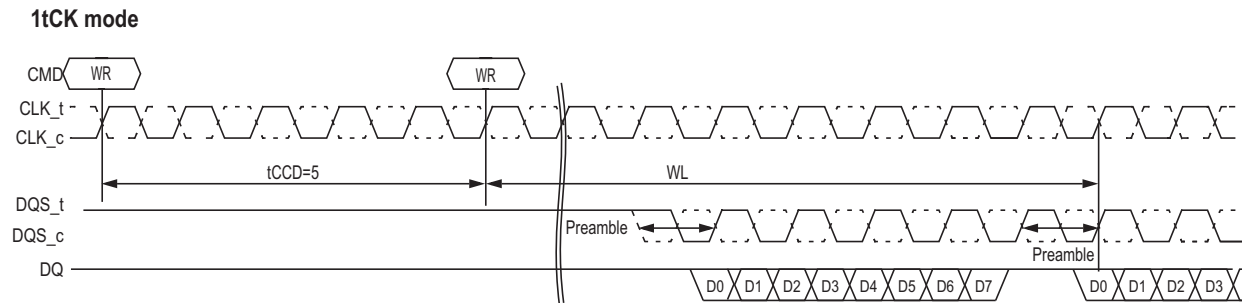 1tCK mode
CMD WR WR
CLK_t
CLK_c
tCCD=5 WL
DQS_t
DQS_c Preamble Preamble
DQ D0 D1 D2 D3 D4 D5 D6 D7 D0 D1 D2 D3